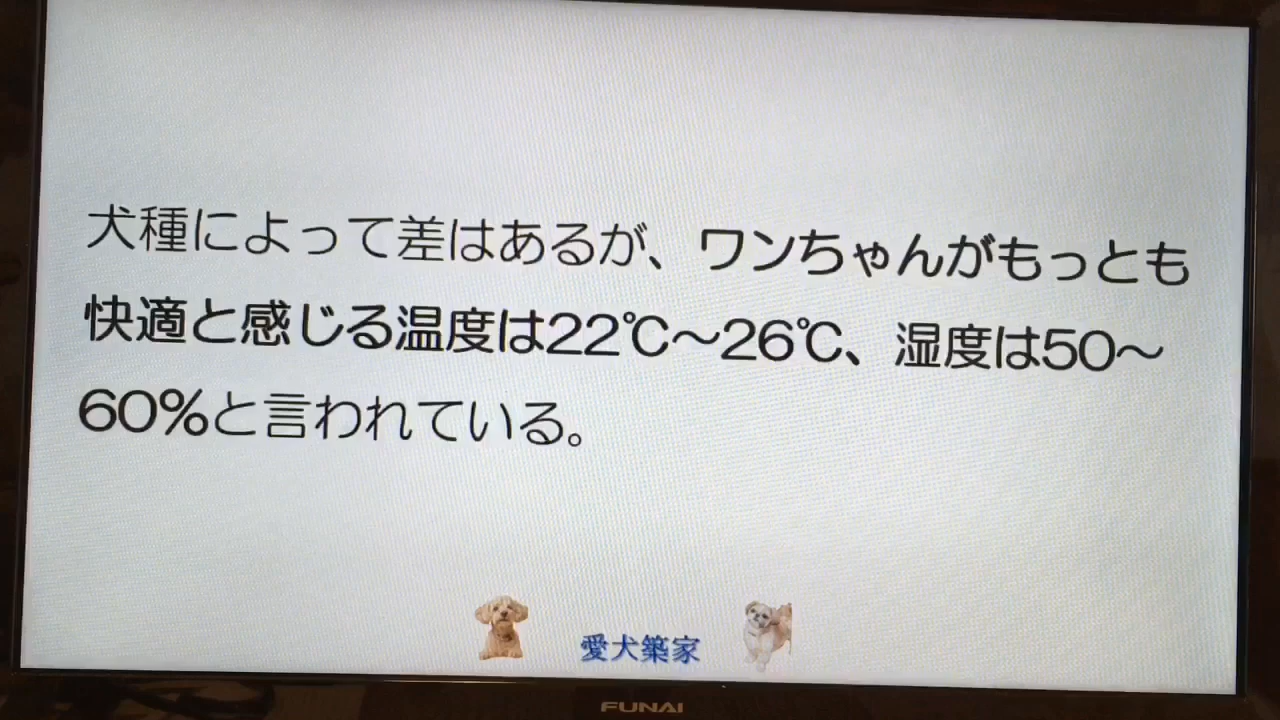 犬種によって差はあるが、ワンちゃんがもっとも
快適と感じる温度は22℃～26℃、湿度は50～
60%と言われている。
愛犬築家
FUNAI